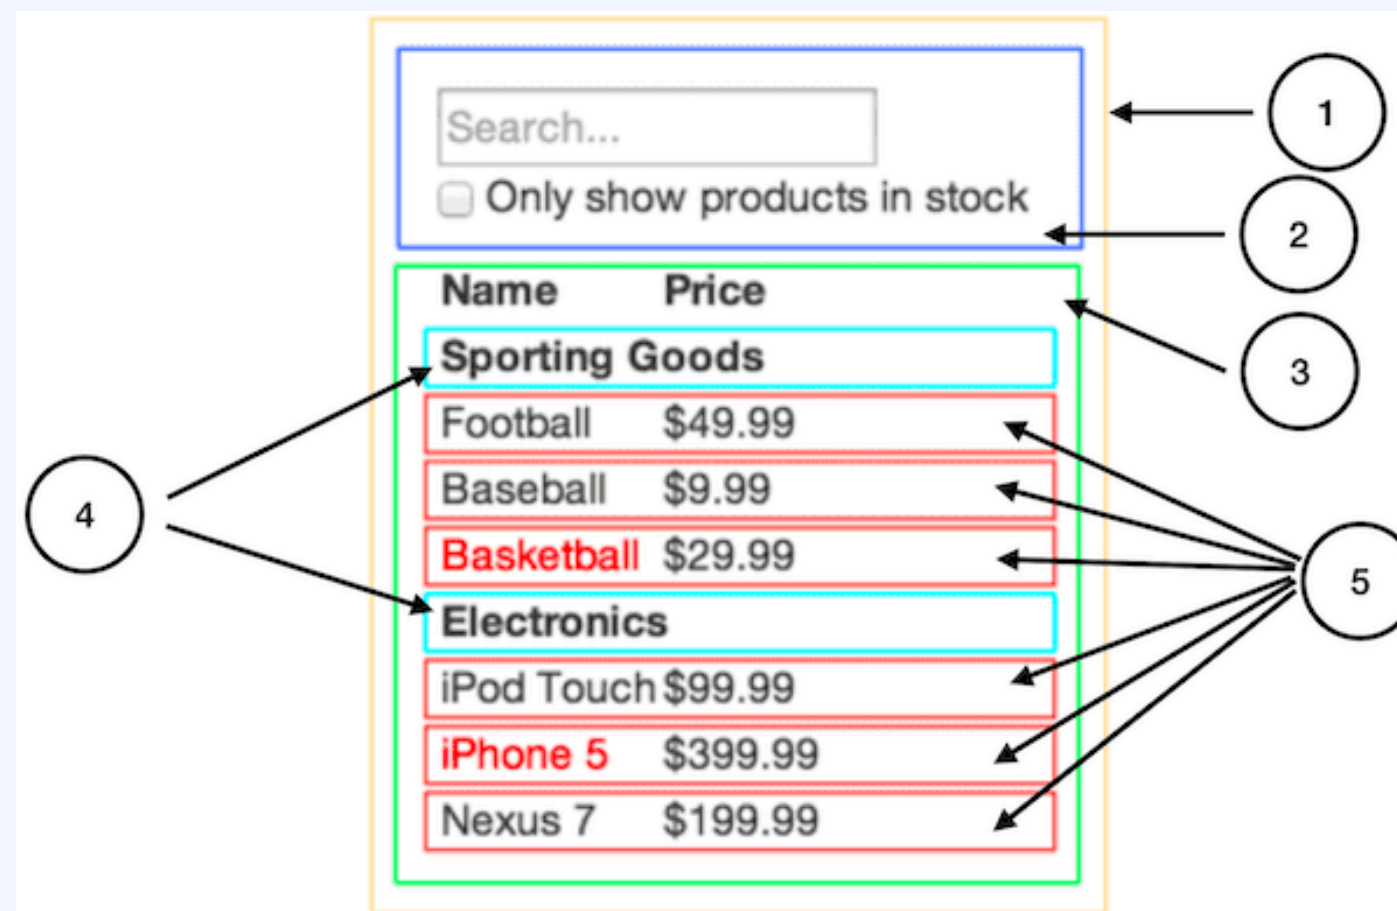 Search...
1
Only show products in stock
2
Name Price
3
Sporting Goods
Football $49.99
Baseball $9.99
4
Basketball $29.99
5
Electronics
iPod Touch $99.99
iPhone 5 $399.99
Nexus 7 $199.99